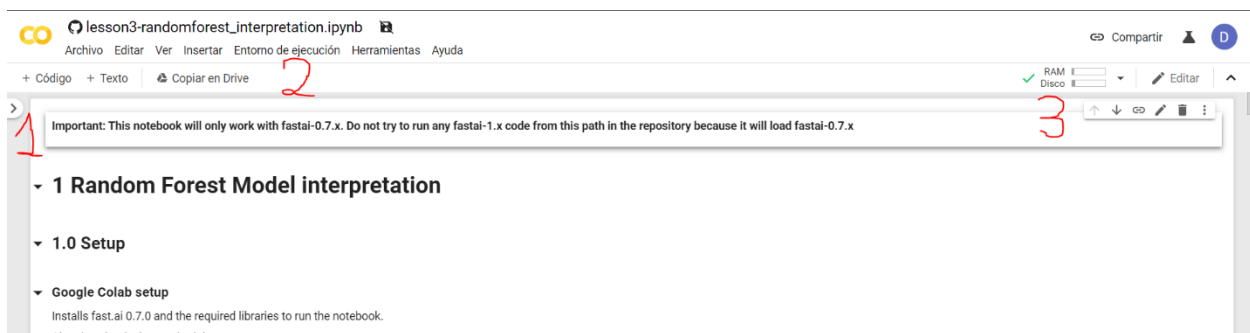 lesson3-randomforest_interpretation.ipynb
Archivo Editar Ver Insertar Entorno de ejecución Herramientas Ayuda
Compartir
D
+ Código + Texto Copiar en Drive
RAM
Disco
Editar
2
1
3
Important: This notebook will only work with fastai-0.7.x. Do not try to run any fastai-1.x code from this path in the repository because it will load fastai-0.7.x
1 Random Forest Model interpretation
1.0 Setup
Google Colab setup
Installs fast.ai 0.7.0 and the required libraries to run the notebook.